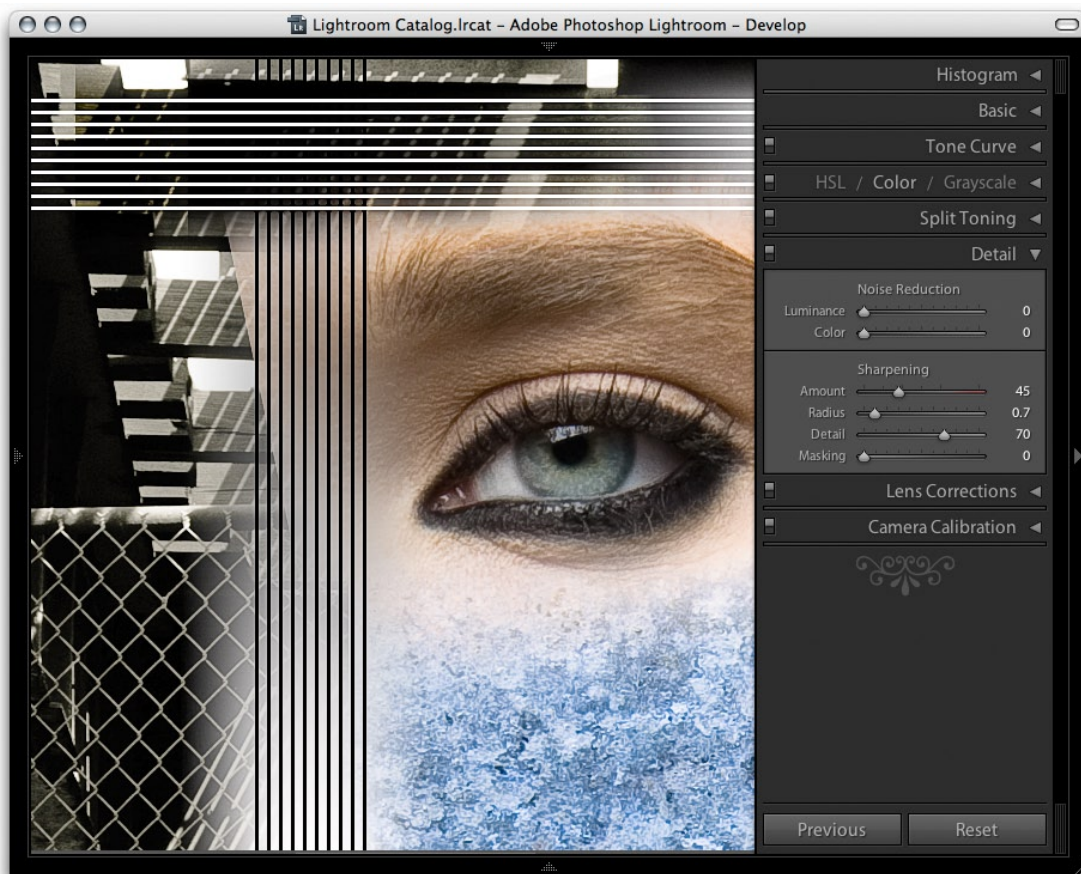 Lightroom Catalog.lrcat – Adobe Photoshop Lightroom – Develop
Histogram
Basic
Tone Curve
HSL / Color / Grayscale
Split Toning
Detail
Noise Reduction
Luminance 0
Color 0
Sharpening
Amount 45
Radius 0.7
Detail 70
Masking 0
Lens Corrections
Camera Calibration
Previous Reset